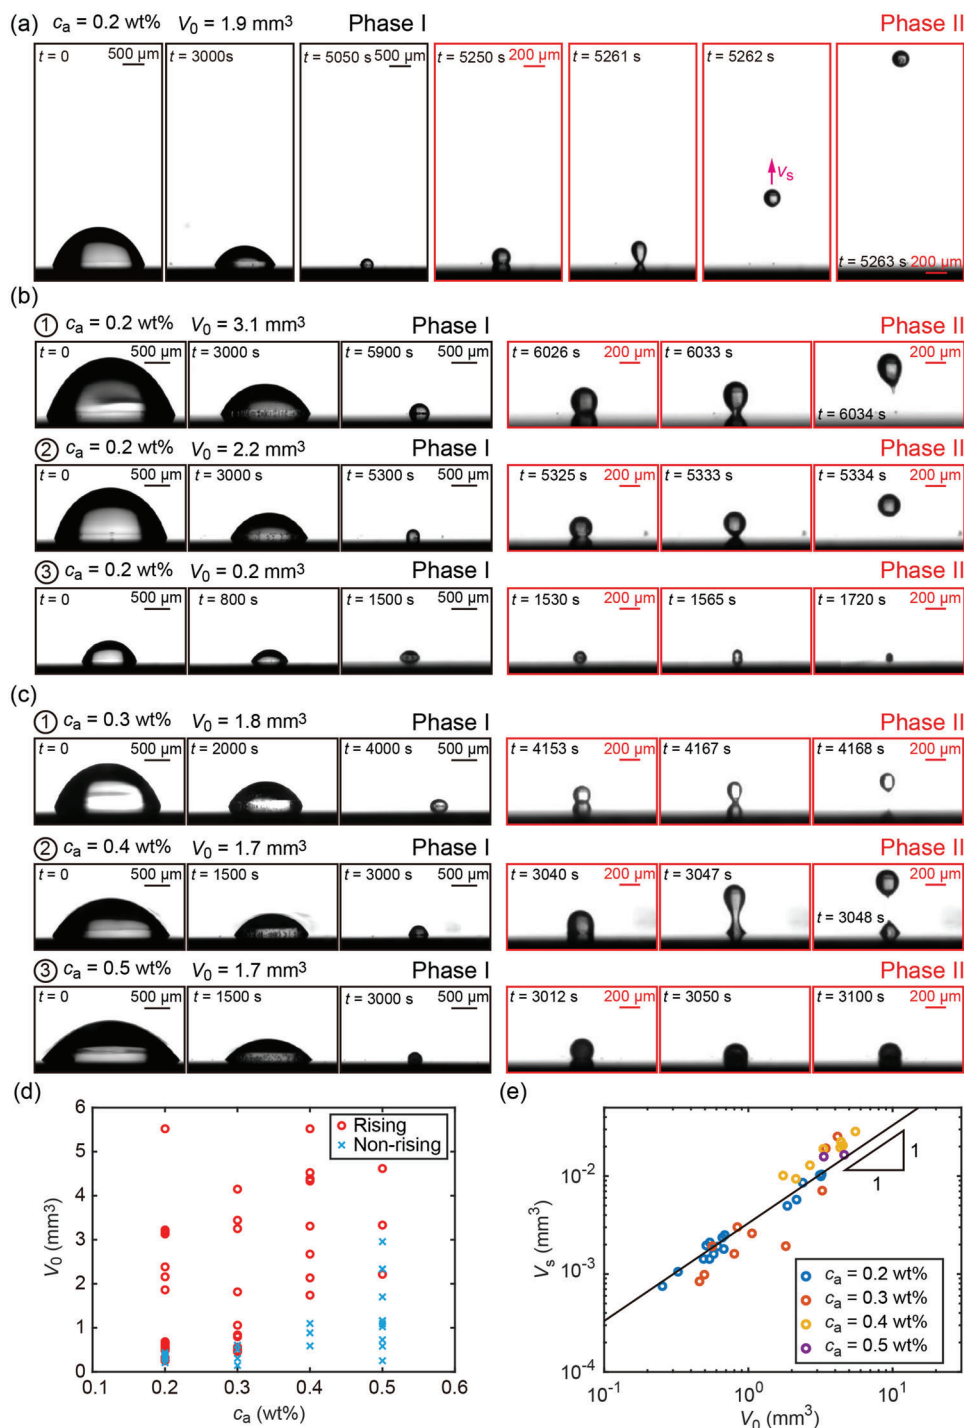 (a) cₐ = 0.2 wt% V₀ = 1.9 mm³ Phase I Phase II
t = 0 500 µm t = 3000s t = 5050 s 500 µm t = 5250 s 200 µm t = 5261 s t = 5262 s
vₛ
t = 5263 s 200 µm
(b)
① cₐ = 0.2 wt% V₀ = 3.1 mm³ Phase I Phase II
t = 0 500 µm t = 3000 s t = 5900 s 500 µm t = 6026 s 200 µm t = 6033 s 200 µm
t = 6034 s
② cₐ = 0.2 wt% V₀ = 2.2 mm³ Phase I Phase II
t = 0 500 µm t = 3000 s t = 5300 s 500 µm t = 5325 s 200 µm t = 5333 s t = 5334 s 200 µm
③ cₐ = 0.2 wt% V₀ = 0.2 mm³ Phase I Phase II
t = 0 500 µm t = 800 s t = 1500 s 500 µm t = 1530 s 200 µm t = 1565 s t = 1720 s 200 µm
(c)
① cₐ = 0.3 wt% V₀ = 1.8 mm³ Phase I Phase II
t = 0 500 µm t = 2000 s t = 4000 s 500 µm t = 4153 s 200 µm t = 4167 s t = 4168 s 200 µm
② cₐ = 0.4 wt% V₀ = 1.7 mm³ Phase I Phase II
t = 0 500 µm t = 1500 s t = 3000 s 500 µm t = 3040 s 200 µm t = 3047 s 200 µm
t = 3048 s
③ cₐ = 0.5 wt% V₀ = 1.7 mm³ Phase I Phase II
t = 0 500 µm t = 1500 s t = 3000 s 500 µm t = 3012 s 200 µm t = 3050 s t = 3100 s 200 µm
(d)
6
5
4
3
2
1
0
V₀ (mm³)
Rising
Non-rising
0.1 0.2 0.3 0.4 0.5 0.6
cₐ (wt%)
(e)
10⁻²
10⁻³
10⁻⁴
Vₛ (mm³)
1
1
cₐ = 0.2 wt%
cₐ = 0.3 wt%
cₐ = 0.4 wt%
cₐ = 0.5 wt%
10⁻¹ 10⁰ 10¹
V₀ (mm³)